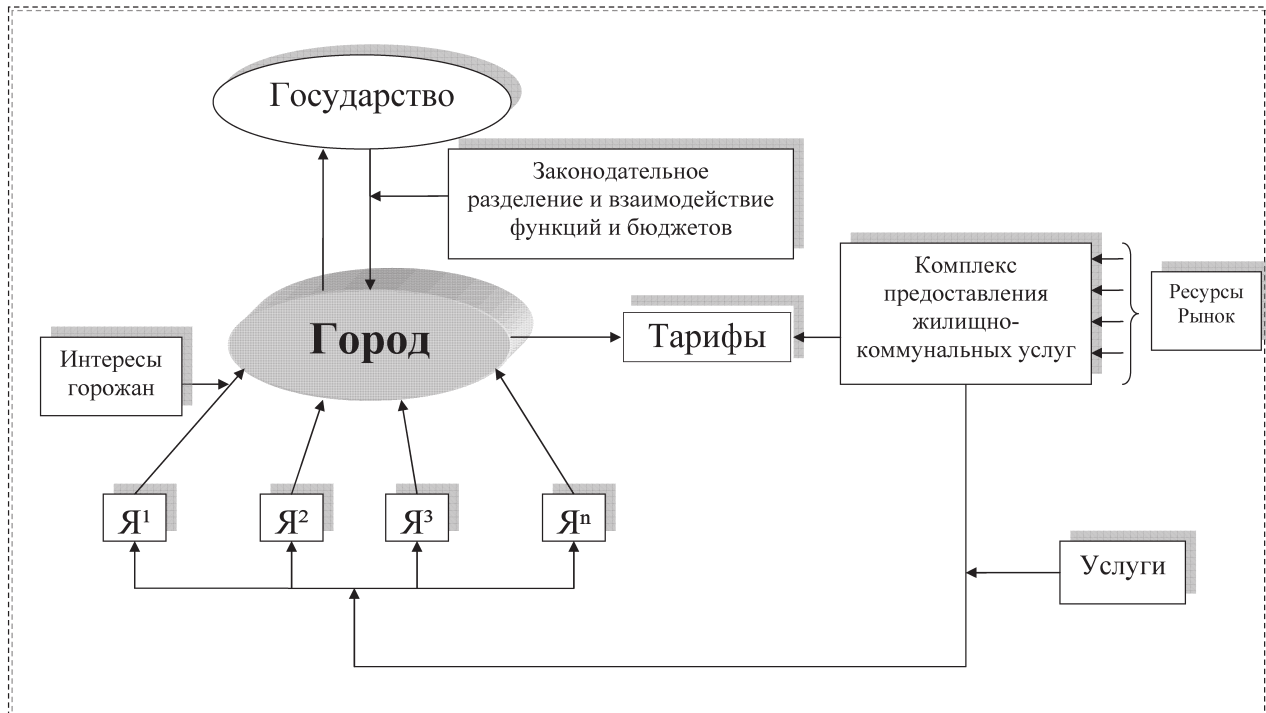 Государство
Законодательное
разделение и взаимодействие
функций и бюджетов
Комплекс
предоставления
жилищно-
коммунальных услуг
Ресурсы
Рынок
Город
Тарифы
Интересы
горожан
Я¹
Я²
Я³
Яⁿ
Услуги